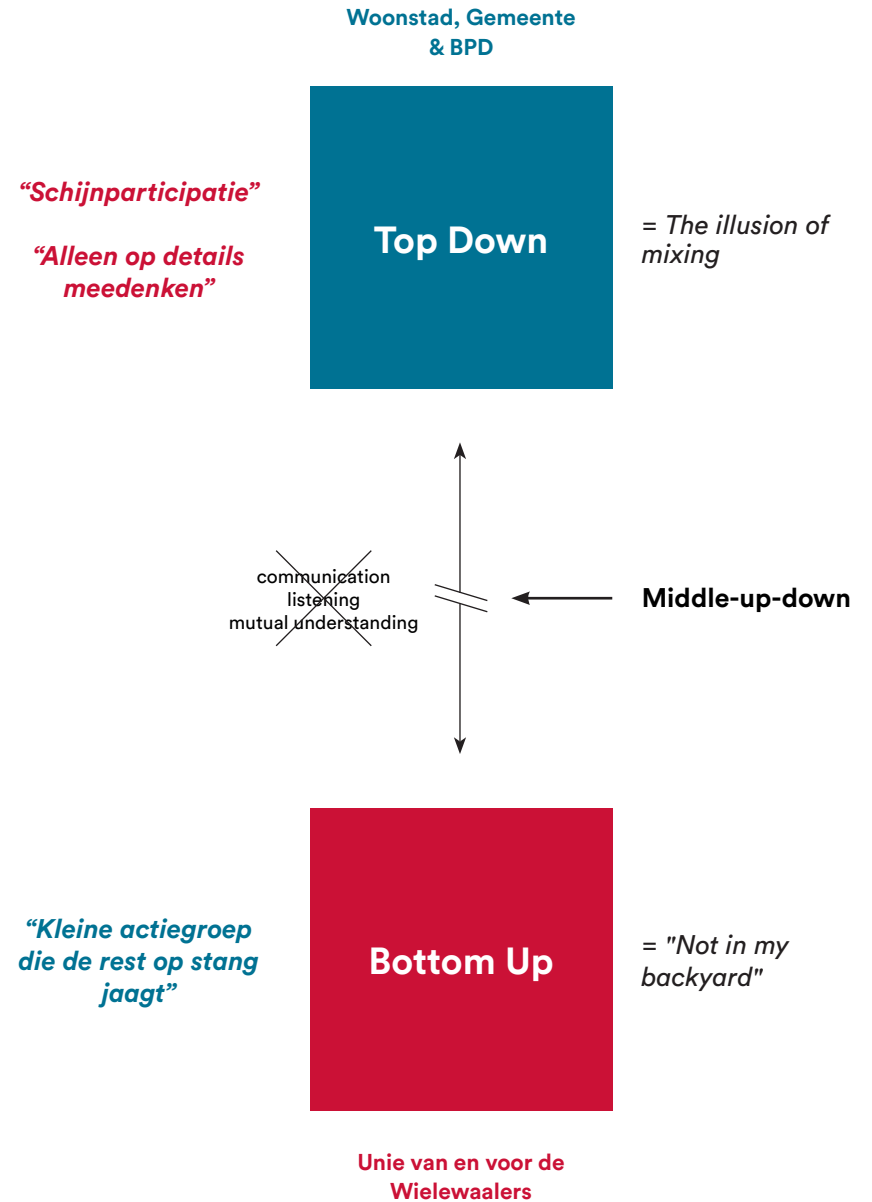 Woonstad, Gemeente
& BPD
“Schijnparticipatie”
“Alleen op details
meedenken”
Top Down
= The illusion of
mixing
communication
listening
mutual understanding
Middle-up-down
“Kleine actiegroep
die de rest op stang
jaagt”
Bottom Up
= "Not in my
backyard"
Unie van en voor de
Wielewaalers